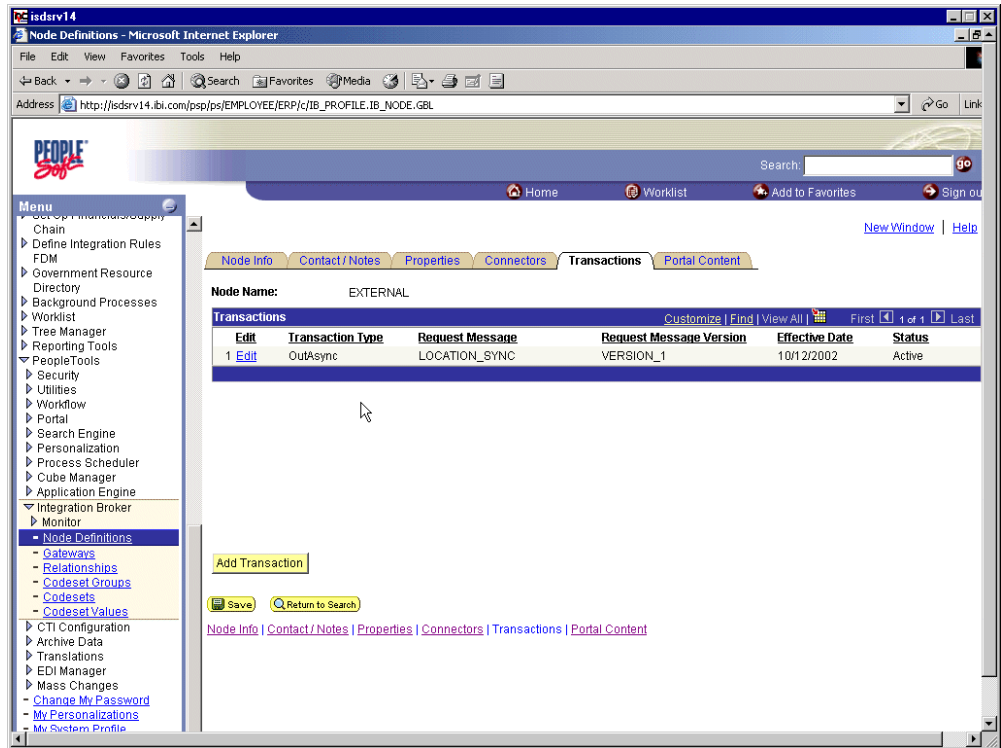 isdsrv14
Node Definitions - Microsoft Internet Explorer
File Edit View Favorites Tools Help
Back Search Favorites Media
Address http://isdsrv14.ibi.com/psp/ps/EMPLOYEE/ERP/c/IB_PROFILE.IB_NODE.GBL Go Link
PEOPLE
Soft
Search: go
Home Worklist Add to Favorites Sign ou
Menu
Set Up Financials/Supply
Chain
Define Integration Rules
FDM
Government Resource
Directory
Background Processes
Worklist
Tree Manager
Reporting Tools
PeopleTools
Security
Utilities
Workflow
Portal
Search Engine
Personalization
Process Scheduler
Cube Manager
Application Engine
Integration Broker
Monitor
- Node Definitions
- Gateways
- Relationships
- Codeset Groups
- Codesets
- Codeset Values
CTI Configuration
Archive Data
Translations
EDI Manager
Mass Changes
- Change My Password
- My Personalizations
- My System Profile
New Window | Help
Node Info Contact / Notes Properties Connectors Transactions Portal Content
Node Name: EXTERNAL
Transactions Customize | Find | View All | First 1 of 1 Last
Edit Transaction Type Request Message Request Message Version Effective Date Status
1 Edit OutAsync LOCATION_SYNC VERSION_1 10/12/2002 Active
Add Transaction
Save Return to Search
Node Info | Contact / Notes | Properties | Connectors | Transactions | Portal Content